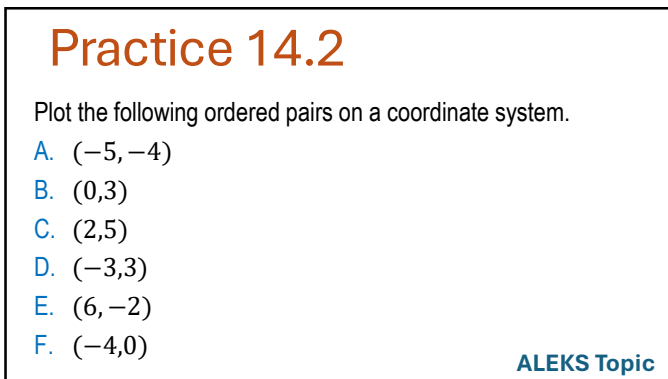 Practice 14.2
Plot the following ordered pairs on a coordinate system.
A. (−5,−4)
B. (0,3)
C. (2,5)
D. (−3,3)
E. (6,−2)
F. (−4,0)
ALEKS Topic